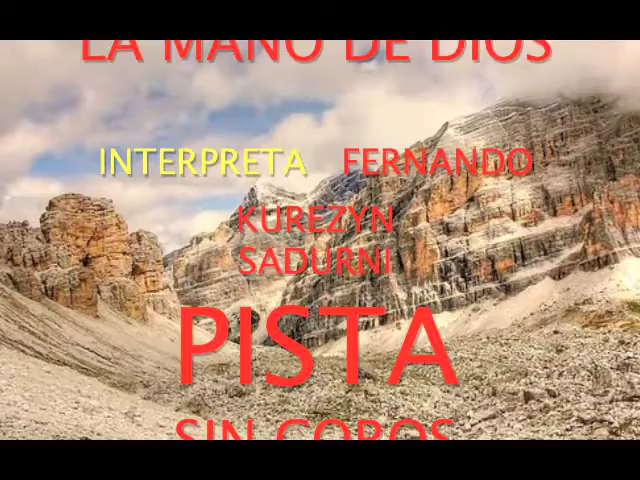 LA MANO DE DIOS
INTERPRETA FERNANDO
KUREZYN
SADURNI
PISTA
SIN COROS